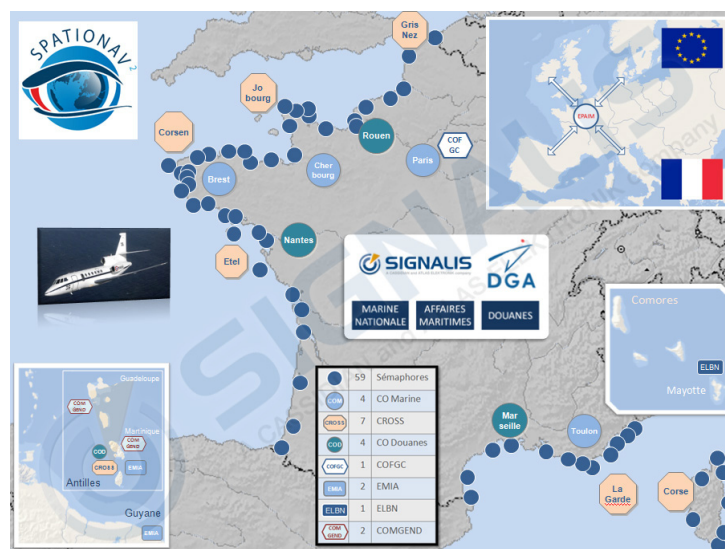 SPATIONAV
2
Gris
Nez
Jo
bourg
Corsen
Rouen
COF
GC
Paris
Cher
bourg
Brest
Nantes
Etel
EPAIM
SIGNALIS
DGA
MARINE
NATIONALE
AFFAIRES
MARITIMES
DOUANES
Comores
ELBN
Mayotte
Guadeloupe
COM
GEND
Martinique
COM
GEND
COD
CROSS
EMIA
Antilles
Guyane
EMIA
59 Sémaphores
COM 4 CO Marine
CROSS 7 CROSS
COD 4 CO Douanes
COFGC 1 COFGC
EMIA 2 EMIA
ELBN 1 ELBN
COM
GEND 2 COMGEND
Mar
seille
Toulon
La
Garde
Corse
SIGNALIS